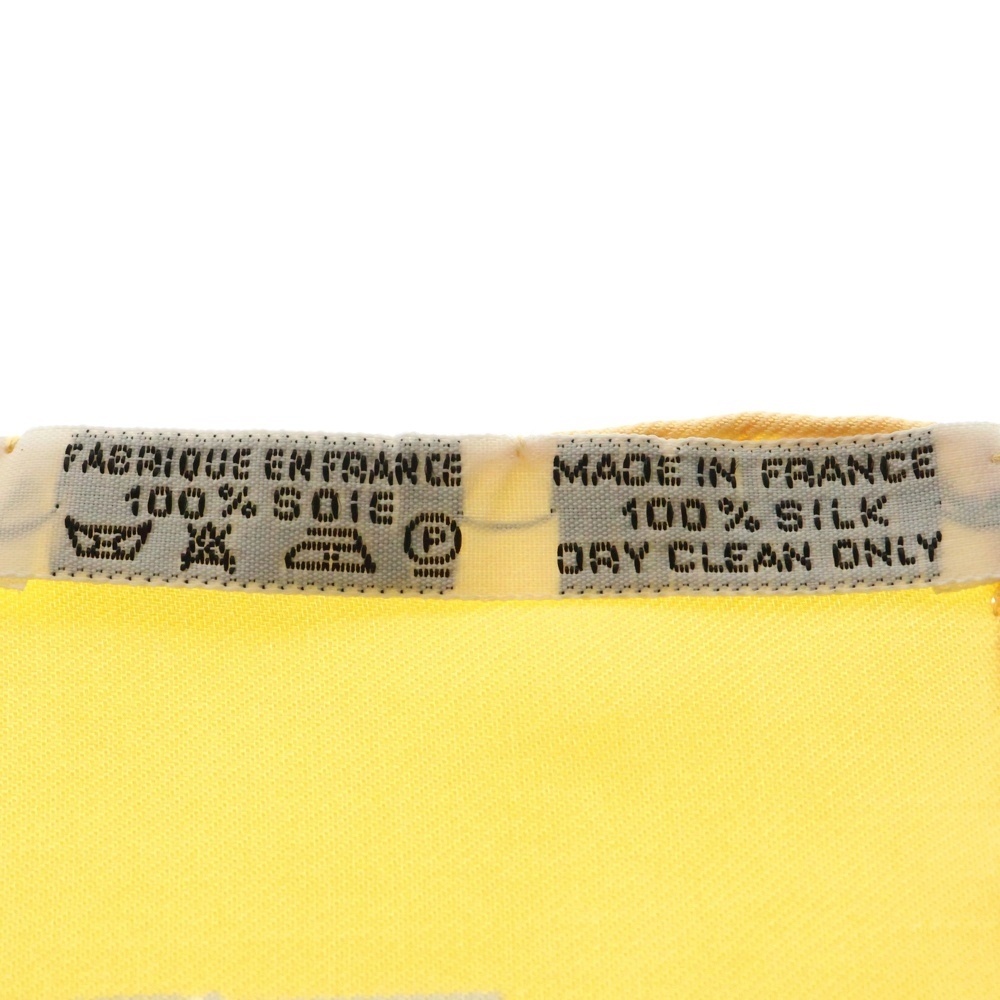 FABRIQUE EN FRANCE
100% SOIE
P
MADE IN FRANCE
100% SILK
DRY CLEAN ONLY